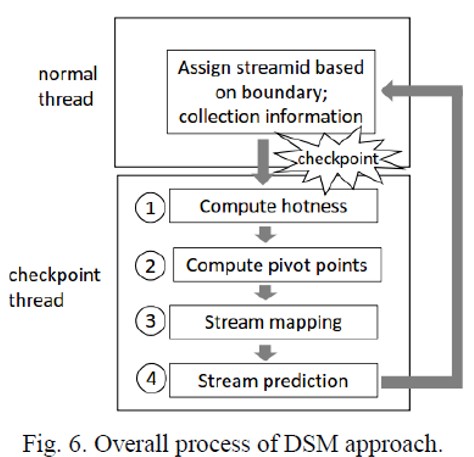 normal
thread
Assign streamid based
on boundary;
collection information
checkpoint
checkpoint
thread
1 Compute hotness
2 Compute pivot points
3 Stream mapping
4 Stream prediction
Fig. 6. Overall process of DSM approach.